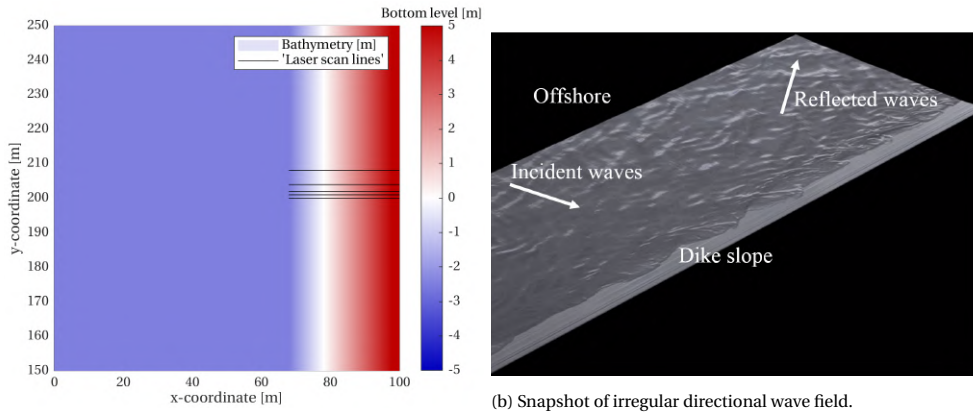 Bottom level [m]
250
240
230
220
210
200
190
180
170
160
150
y-coordinate [m]
0
20
40
60
80
100
x-coordinate [m]
Bathymetry [m]
'Laser scan lines'
5
4
3
2
1
0
-1
-2
-3
-4
-5
Offshore
Reflected waves
Incident waves
Dike slope
(b) Snapshot of irregular directional wave field.